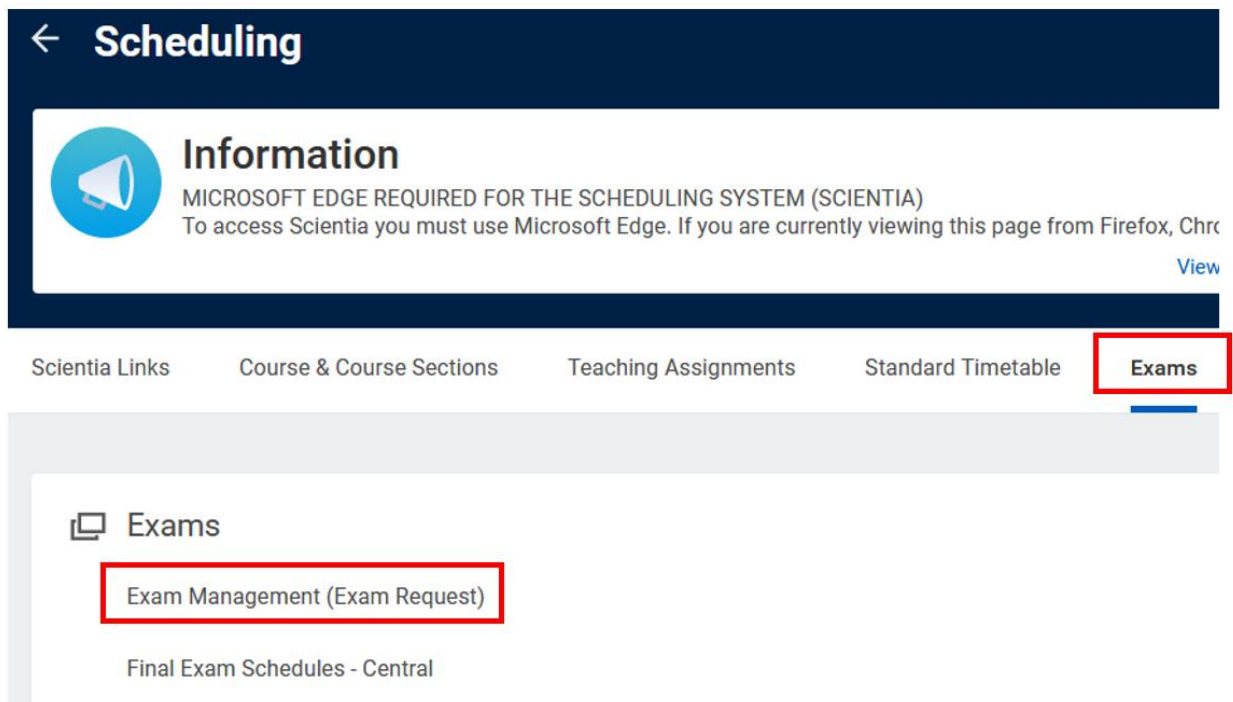 Scheduling
Information
MICROSOFT EDGE REQUIRED FOR THE SCHEDULING SYSTEM (SCIENTIA)
To access Scientia you must use Microsoft Edge. If you are currently viewing this page from Firefox, Chro
View
Scientia Links Course & Course Sections Teaching Assignments Standard Timetable Exams
Exams
Exam Management (Exam Request)
Final Exam Schedules - Central